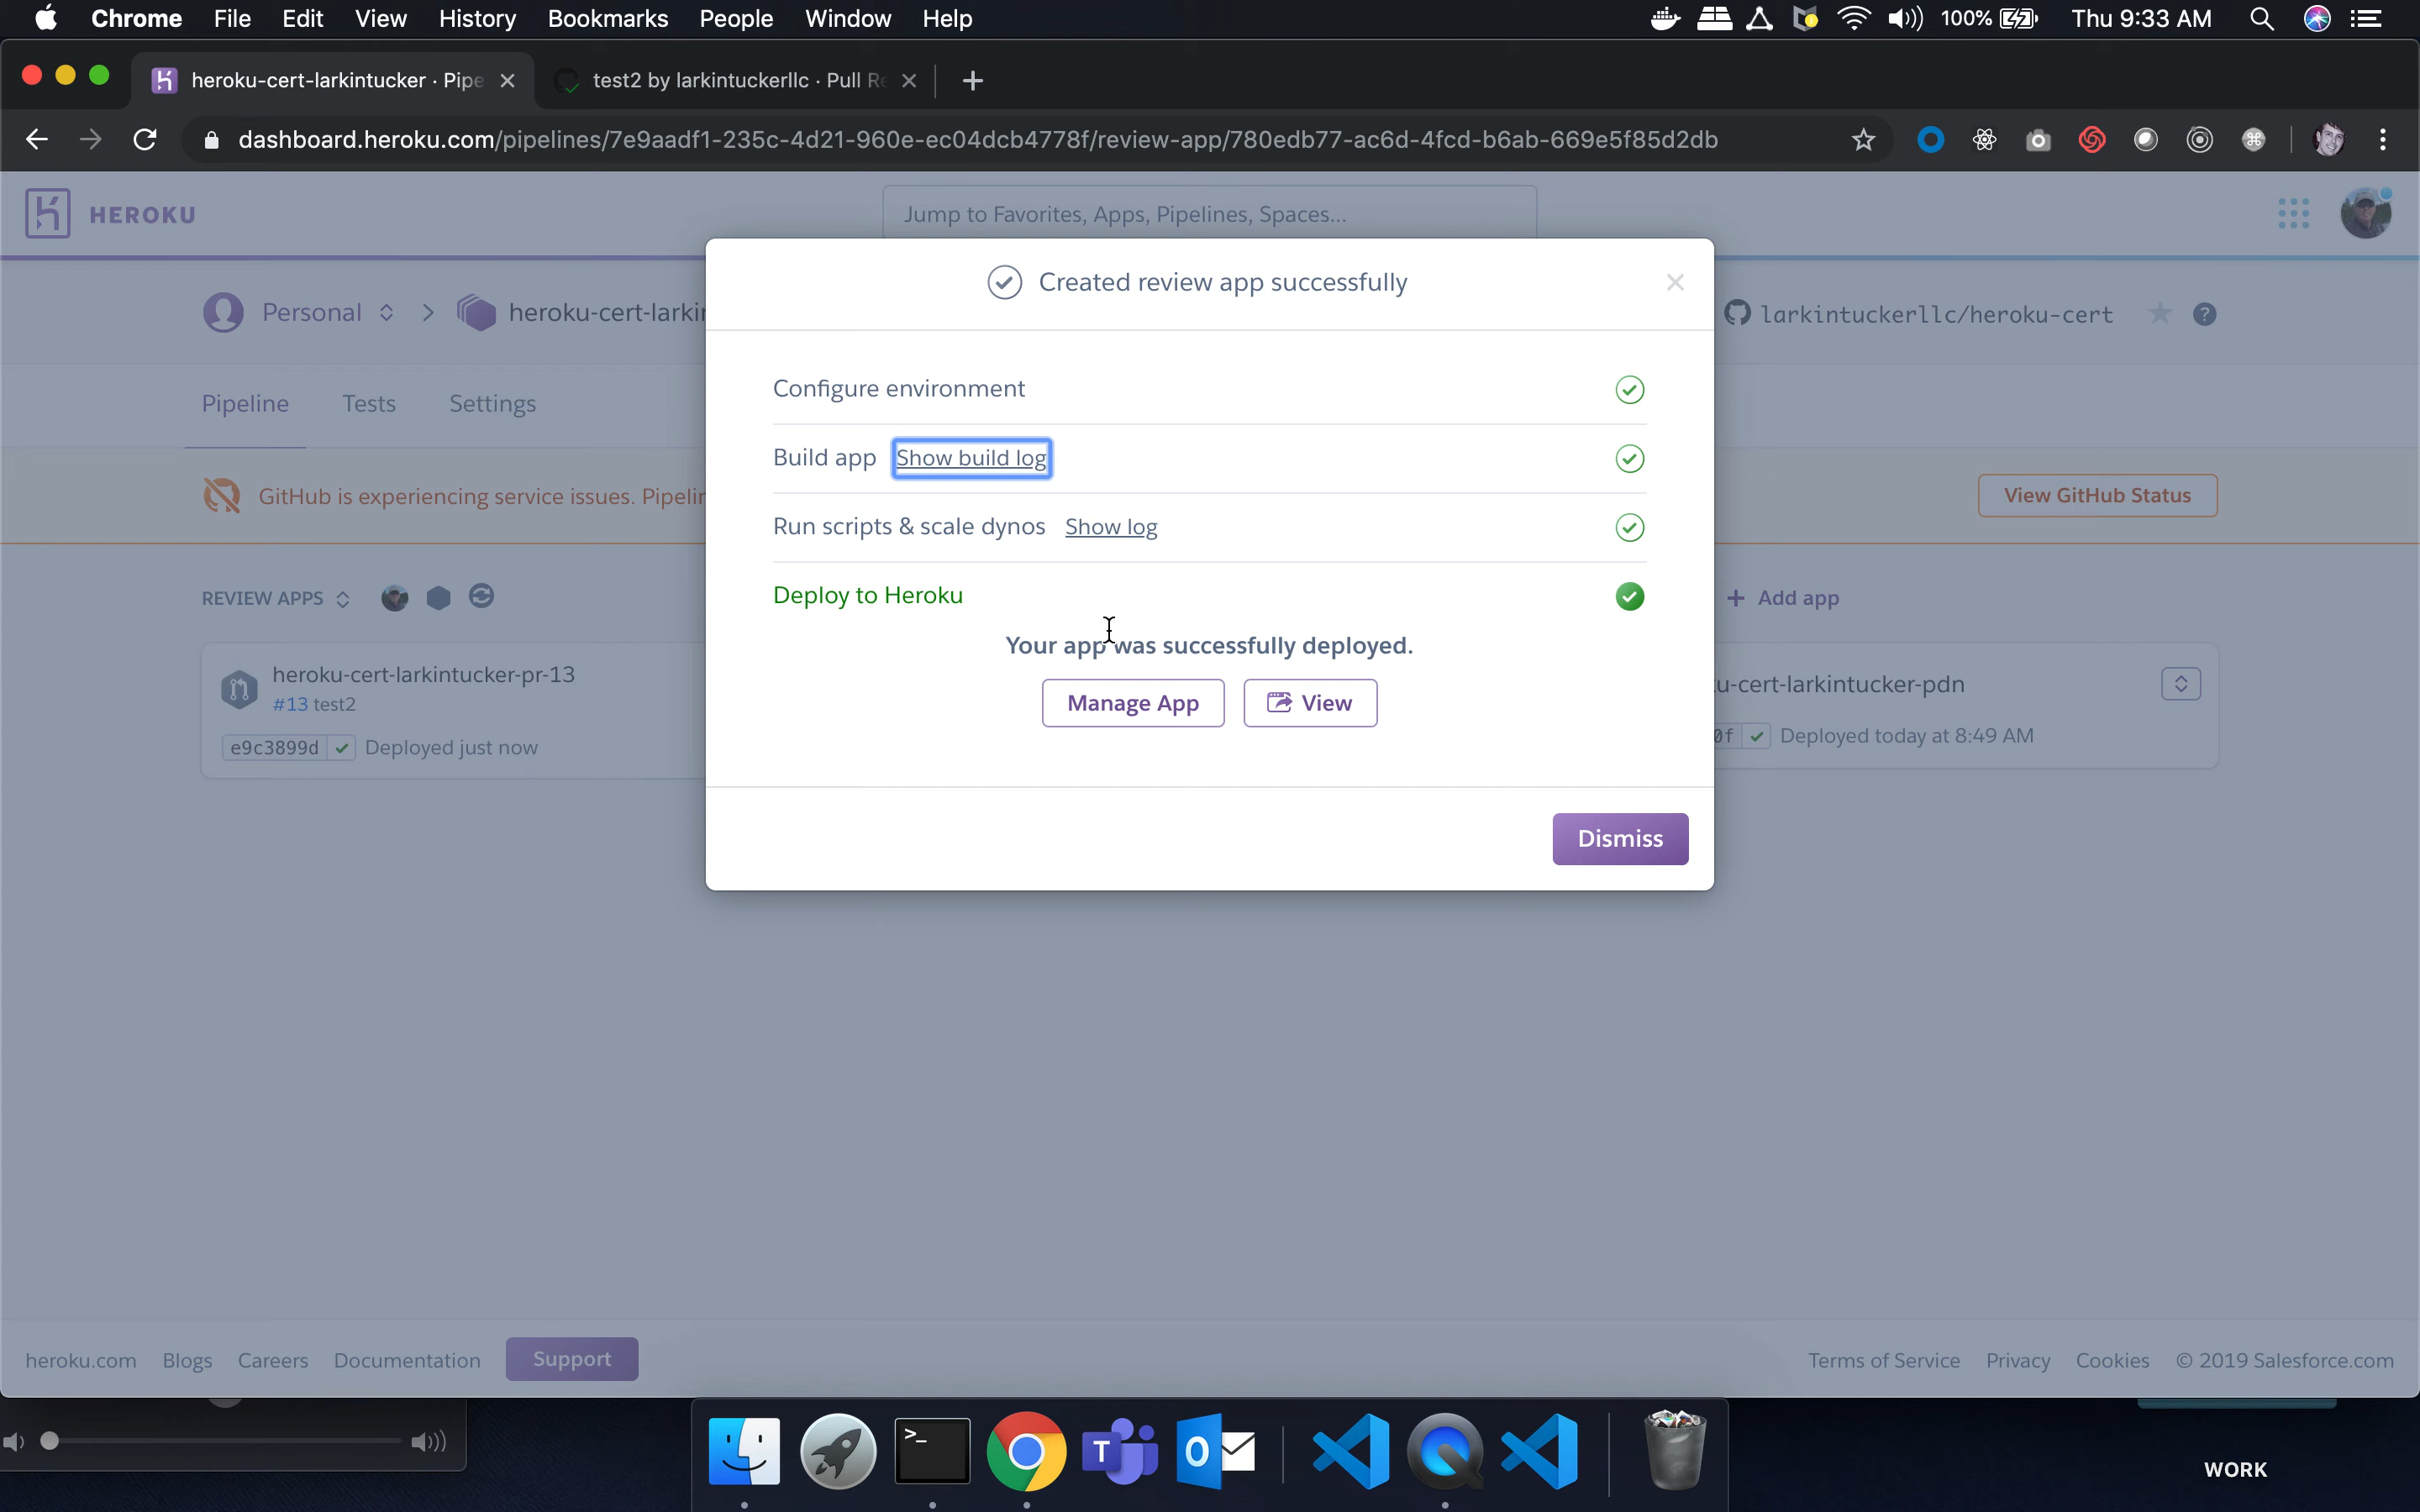 Chrome File Edit View History Bookmarks People Window Help 100% Thu 9:33 AM
heroku-cert-larkintucker · Pipe test2 by larkintuckerllc · Pull Re
dashboard.heroku.com/pipelines/7e9aadf1-235c-4d21-960e-ec04dcb4778f/review-app/780edb77-ac6d-4fcd-b6ab-669e5f85d2db
HEROKU Jump to Favorites, Apps, Pipelines, Spaces...
Created review app successfully
Personal heroku-cert-larkin larkintuckerllc/heroku-cert
Configure environment
Pipeline Tests Settings
Build app Show build log
GitHub is experiencing service issues. Pipelin View GitHub Status
Run scripts & scale dynos Show log
Deploy to Heroku
REVIEW APPS Add app
Your app was successfully deployed.
heroku-cert-larkintucker-pr-13 u-cert-larkintucker-pdn
#13 test2 Manage App View
e9c3899d Deployed just now 0f Deployed today at 8:49 AM
Dismiss
heroku.com Blogs Careers Documentation Support Terms of Service Privacy Cookies © 2019 Salesforce.com
>_ T O
WORK